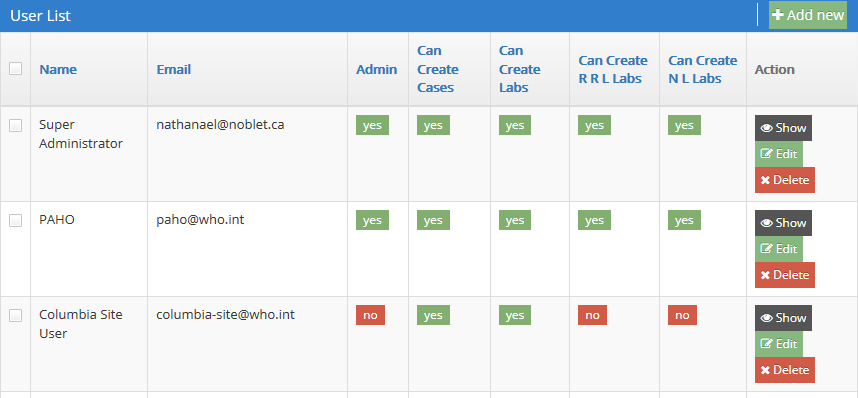 User List
Add new
Name Email Admin Can Create Cases Can Create Labs Can Create R R L Labs Can Create N L Labs Action
Super Administrator nathanael@noblet.ca yes yes yes yes yes Show
Edit
Delete
PAHO paho@who.int yes yes yes yes yes Show
Edit
Delete
Columbia Site User columbia-site@who.int no yes yes no no Show
Edit
Delete